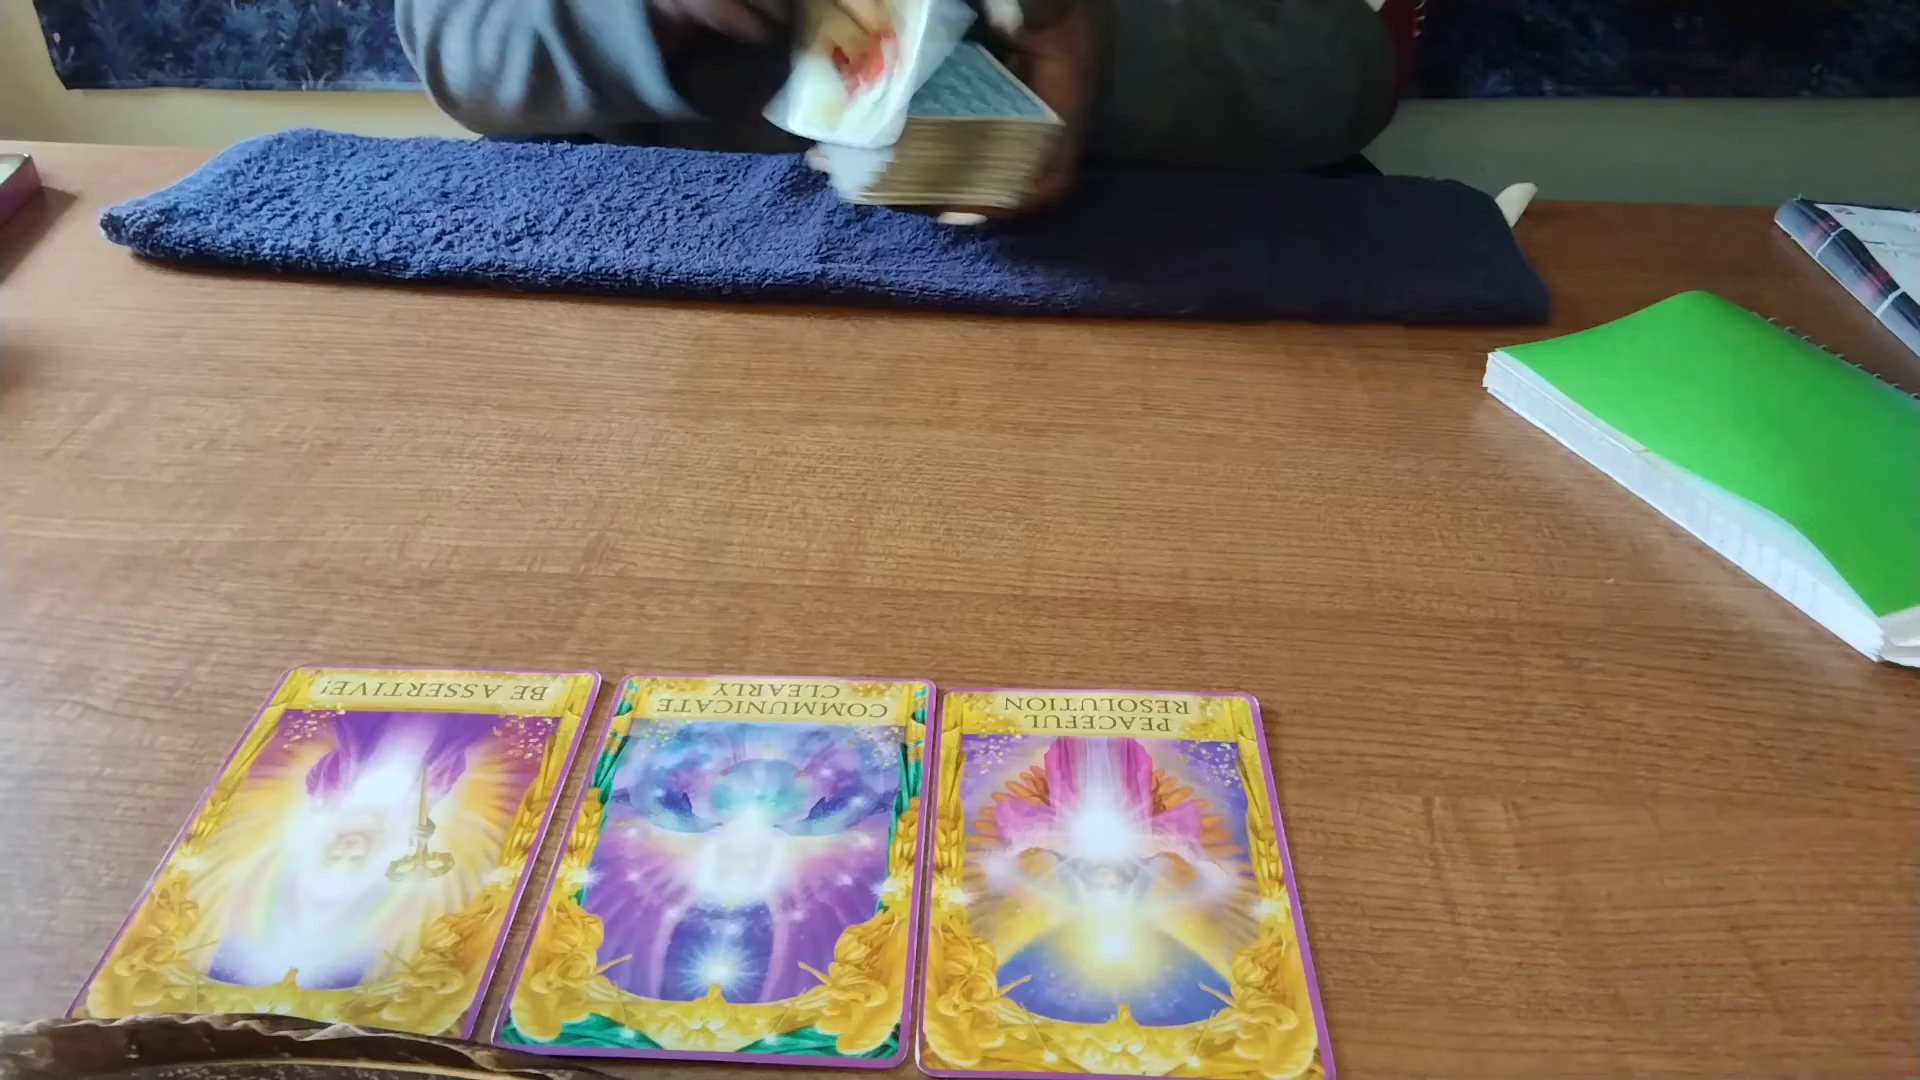 BE ASSERTIVE!
COMMUNICATE
CLEARLY
PEACEFUL
RESOLUTION